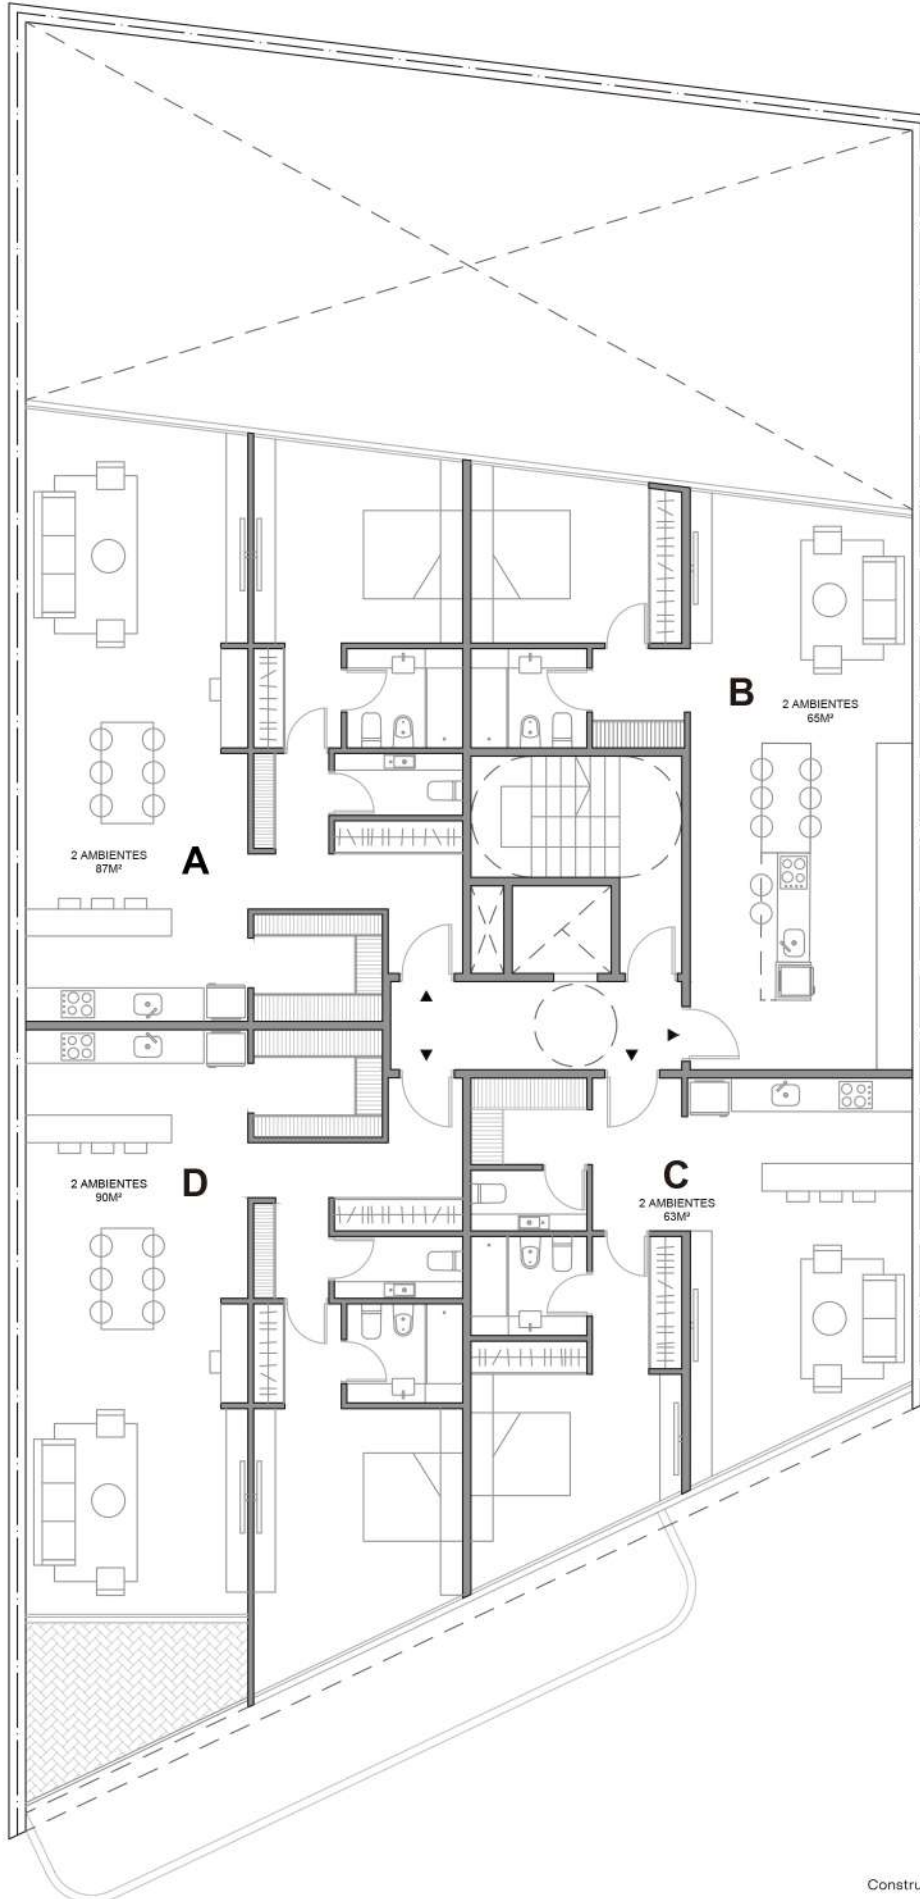 B
2 AMBIENTES
65M²
2 AMBIENTES
87M²
A
2 AMBIENTES
90M²
D
C
2 AMBIENTES
63M²
Constru